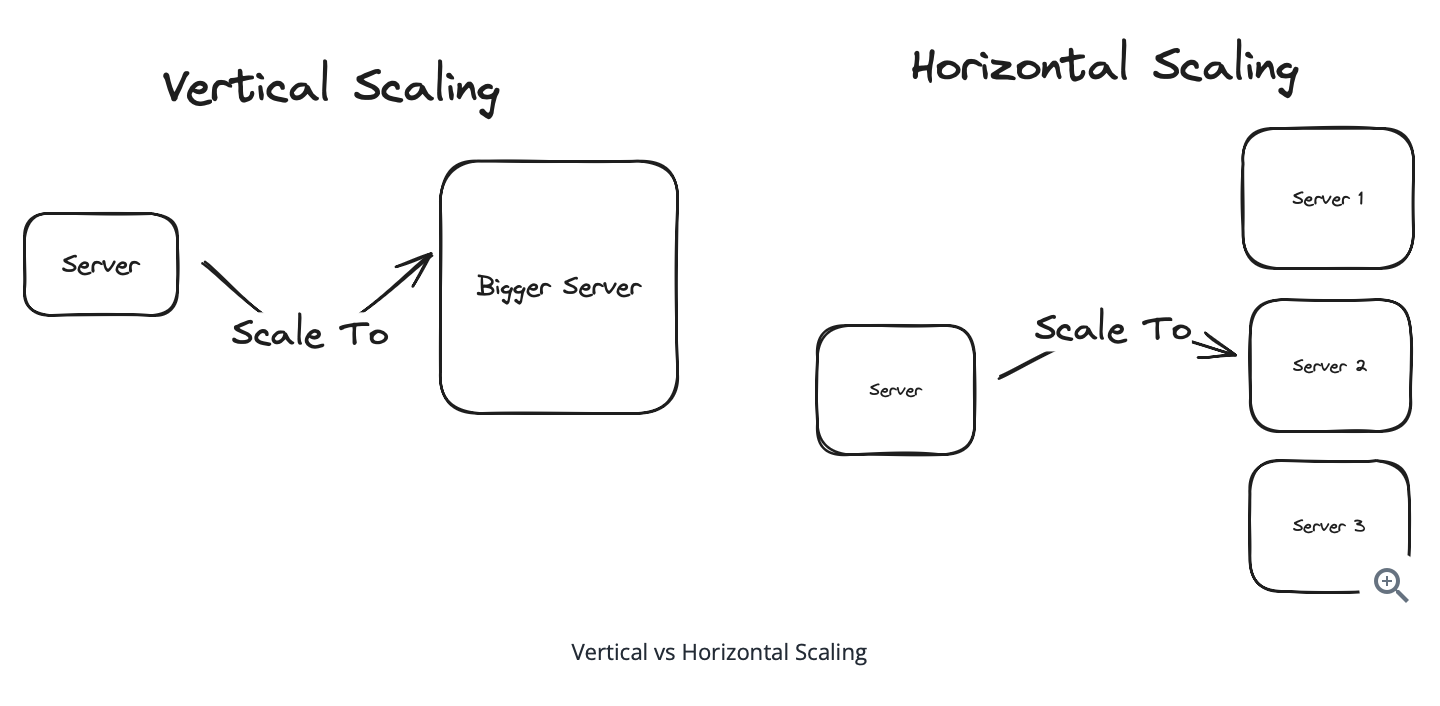 Vertical Scaling
Server
Scale To
Bigger Server
Horizontal Scaling
Server
Scale To
Server 1
Server 2
Server 3
Vertical vs Horizontal Scaling